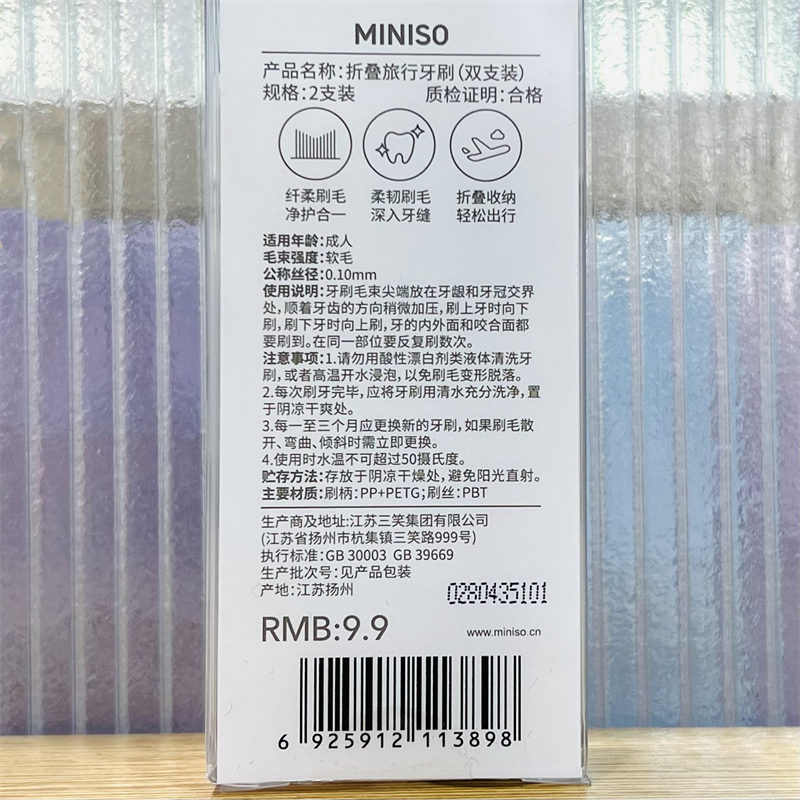 MINISO
产品名称:折叠旅行牙刷(双支装)
规格:2支装 质检证明:合格
纤柔刷毛 柔韧刷毛 折叠收纳
净护合一 深入牙缝 轻松出行
适用年龄:成人
毛束强度:软毛
公称丝径:0.10mm
使用说明:牙刷毛束尖端放在牙龈和牙冠交界
处,顺着牙齿的方向稍微加压,刷上牙时向下
刷,刷下牙时向上刷,牙的内外面和咬合面都
要刷到。在同一部位要反复刷数次。
注意事项:1.请勿用酸性漂白剂类液体清洗牙
刷,或者高温开水浸泡,以免刷毛变形脱落。
2.每次刷牙完毕,应将牙刷用清水充分洗净,置
于阴凉干爽处。
3.每一至三个月应更换新的牙刷,如果刷毛散
开、弯曲、倾斜时需立即更换。
4.使用时水温不可超过50摄氏度。
贮存方法:存放于阴凉干燥处,避免阳光直射。
主要材质:刷柄:PP+PETG;刷丝:PBT
生产商及地址:江苏三笑集团有限公司
(江苏省扬州市杭集镇三笑路999号)
执行标准:GB 30003 GB 39669
生产批次号:见产品包装
产地:江苏扬州 0280435101
RMB:9.9 www.miniso.cn
6 925912 113898